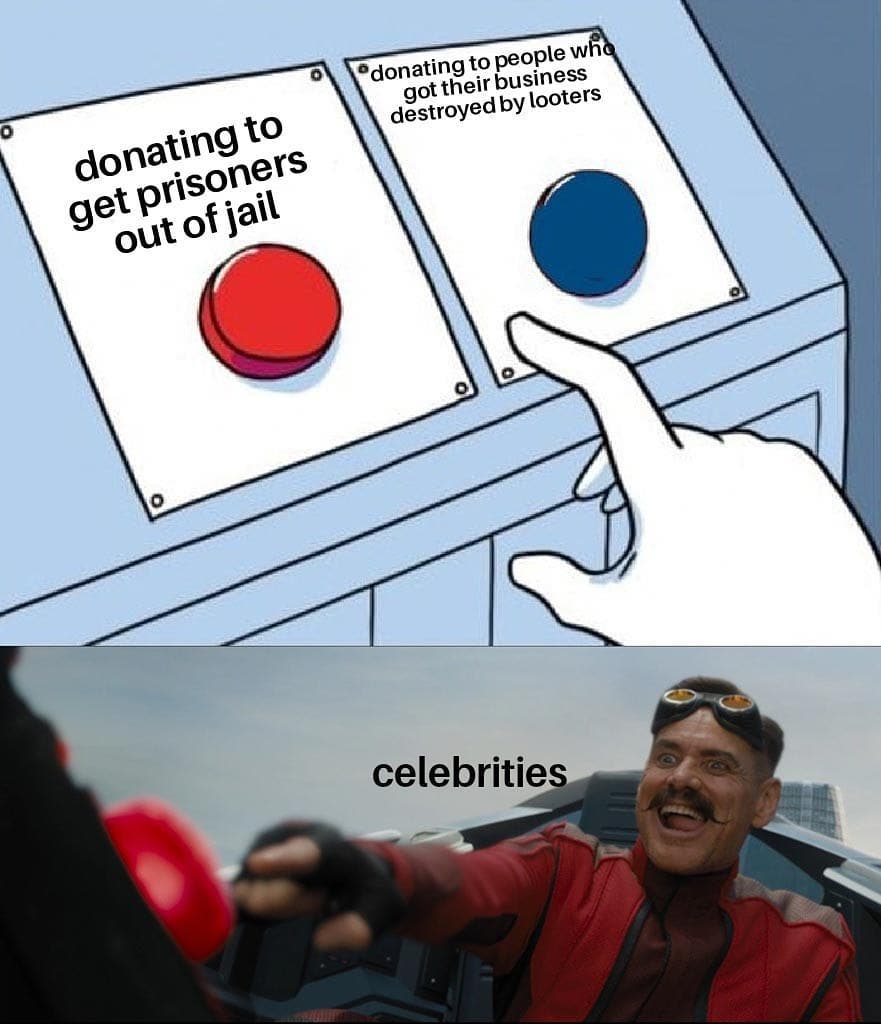 donating to
get prisoners
out of jail
donating to people who
got their business
destroyed by looters
celebrities